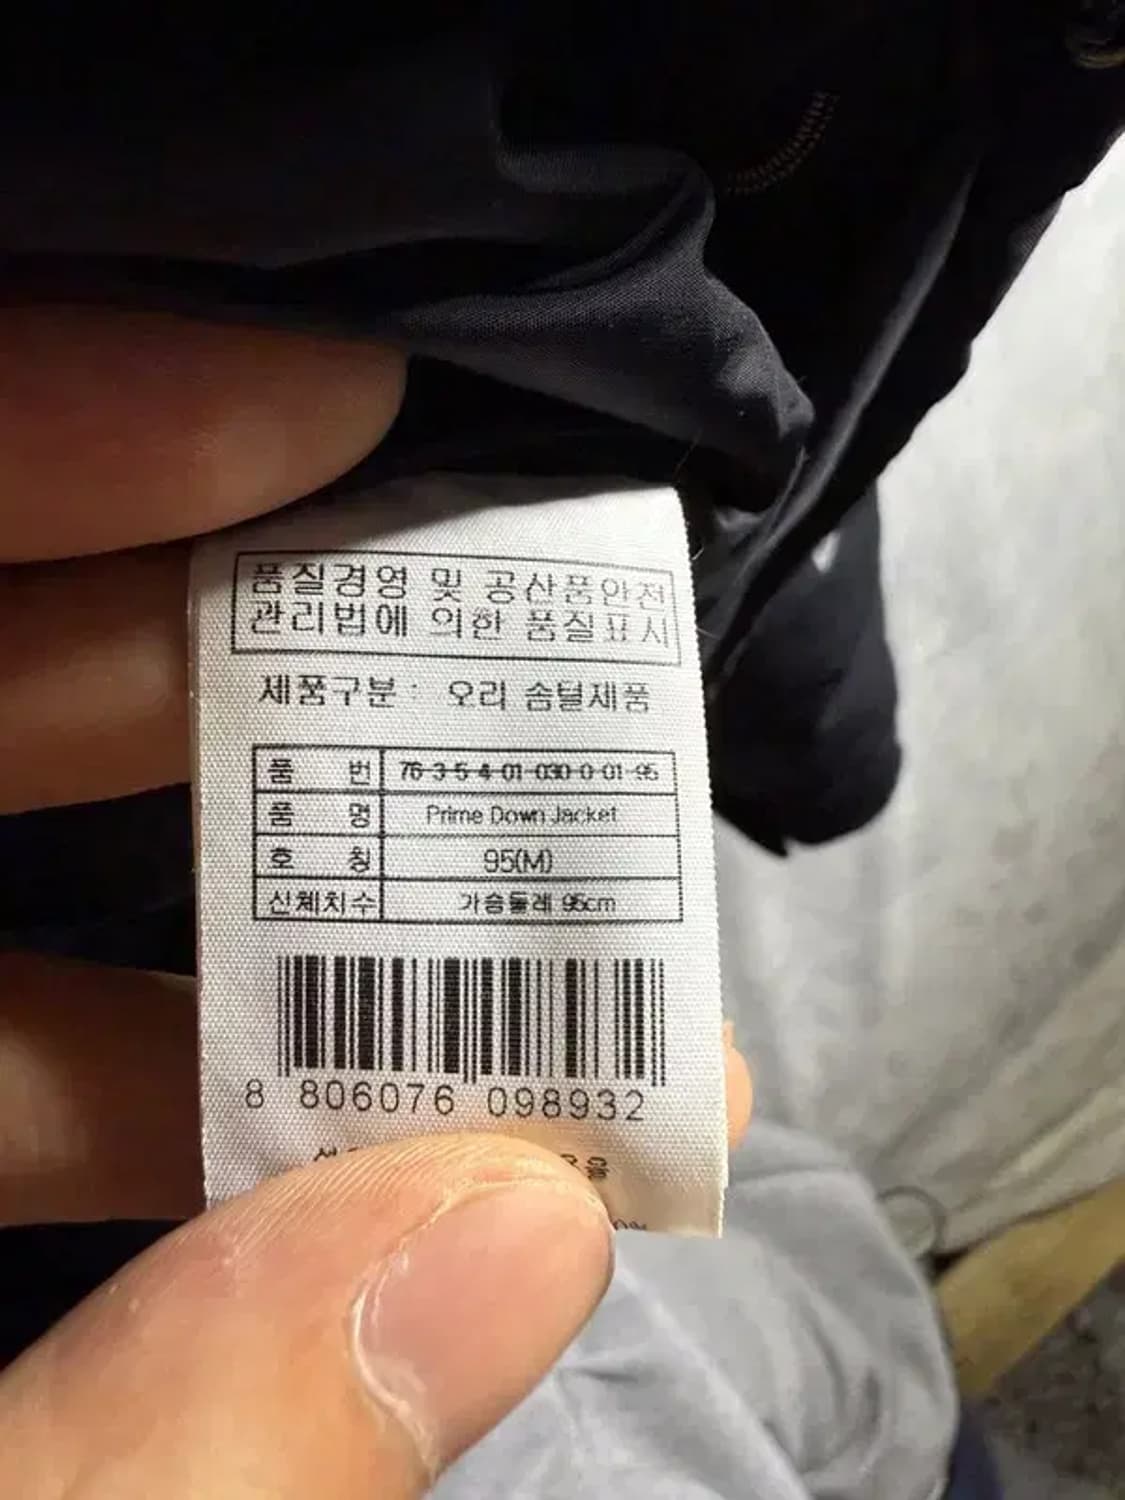 품질경영 및 공산품안전
관리법에 의한 품질표시
제품구분 : 오리 솜털제품
품 번 76-3-5-4-01-030-0-01-95
품 명 Prime Down Jacket
호 칭 95(M)
신체치수 가슴둘레 95cm
8 806076 098932